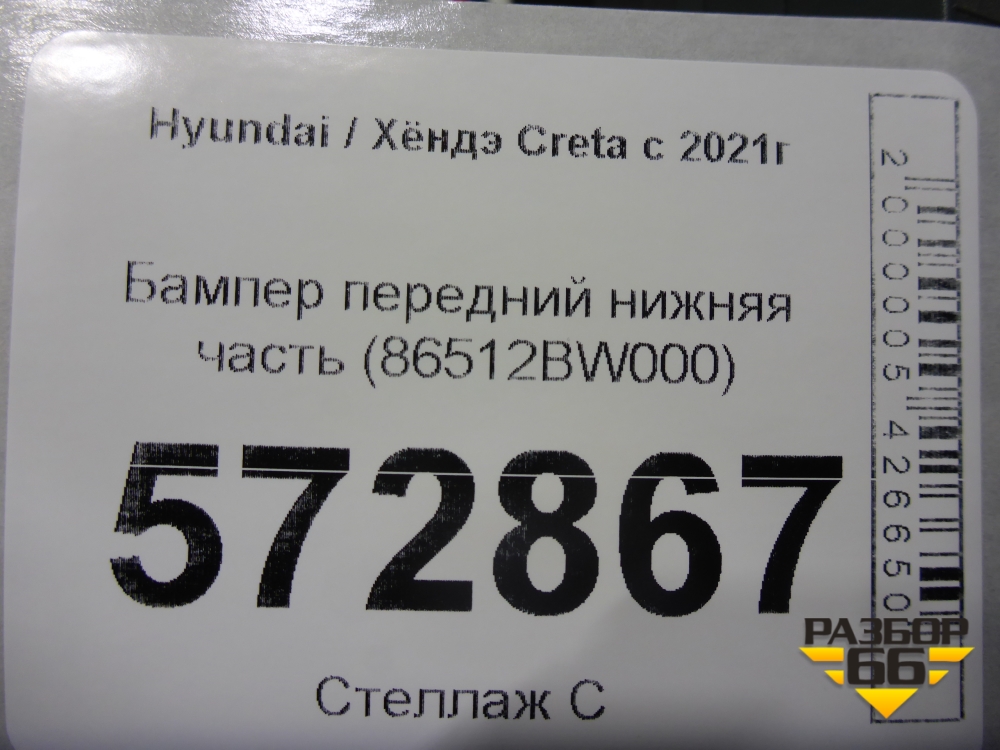 Hyundai / Хёндэ Creta с 2021г
Бампер передний нижняя
часть (86512BW000)
572867
Стеллаж С
2000005426650
РАЗБОР
66